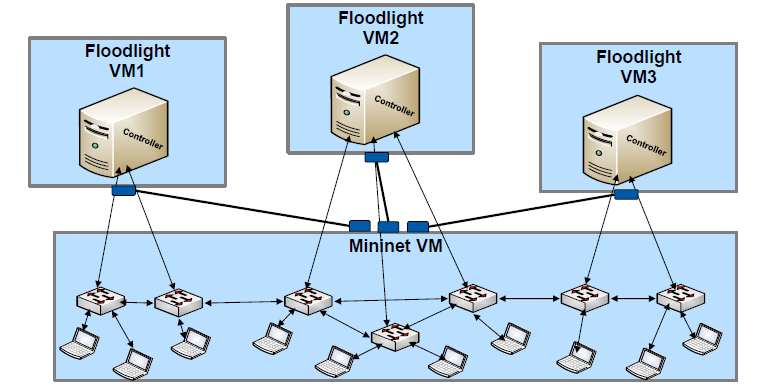 Floodlight
VM1
Controller
Floodlight
VM2
Controller
Floodlight
VM3
Controller
Mininet VM